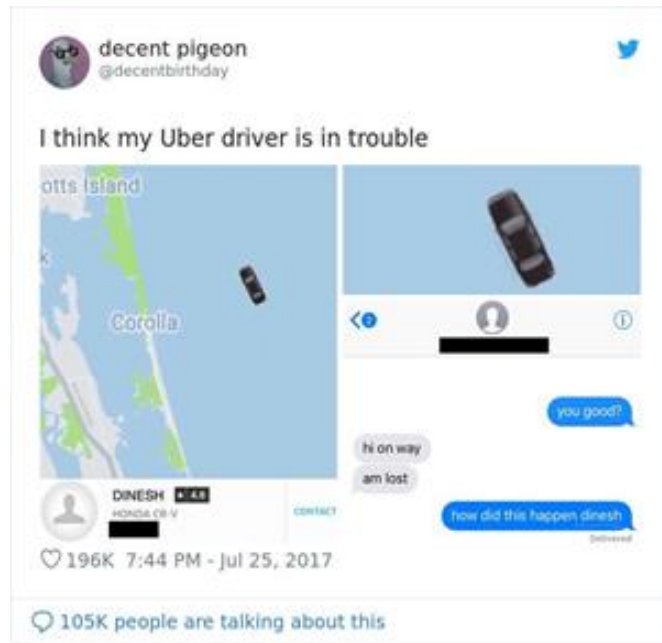 decent pigeon
@decentbirthday
I think my Uber driver is in trouble
otts Island
k
Corolla
DINESH 4.8
HONDA CR-V
CONTACT
you good?
hi on way
am lost
how did this happen dinesh
Delivered
196K 7:44 PM - Jul 25, 2017
105K people are talking about this